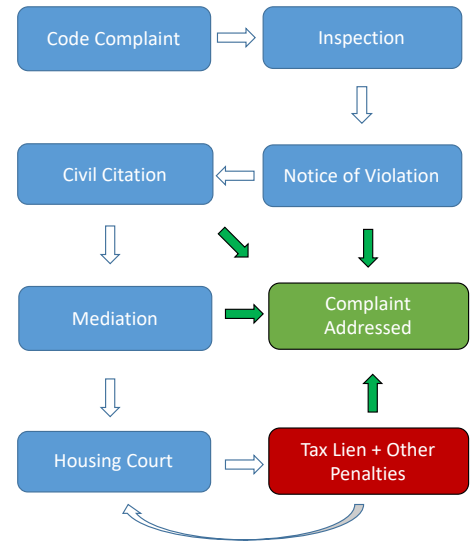 Code Complaint
Inspection
Civil Citation
Notice of Violation
Mediation
Complaint
Addressed
Housing Court
Tax Lien + Other
Penalties